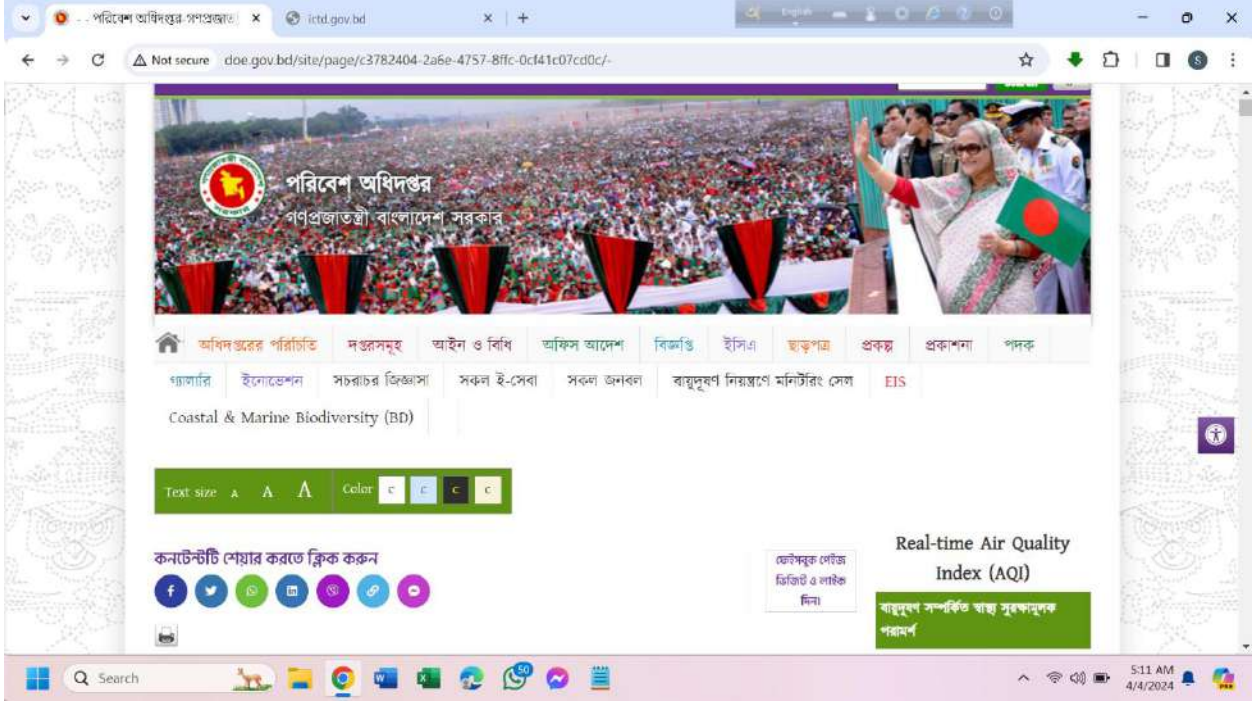 - - পরিবেশ অধিদপ্তর-গণপ্রজাত
ictd.gov.bd
English
Not secure doe.gov.bd/site/page/c3782404-2a6e-4757-8ffc-0cf41c07cd0c/-
S
পরিবেশ অধিদপ্তর
গণপ্রজাতন্ত্রী বাংলাদেশ সরকার
অধিদপ্তরের পরিচিতি দপ্তরসমূহ আইন ও বিধি অফিস আদেশ বিজ্ঞপ্তি ইসিএ ছাড়পত্র প্রকল্প প্রকাশনা পদক
গ্যালারি ইনোভেশন সচরাচর জিজ্ঞাসা সকল ই-সেবা সকল জনবল বায়ুদূষণ নিয়ন্ত্রণে মনিটরিং সেল EIS
Coastal & Marine Biodiversity (BD)
Text size A A A Color C C C C
কনটেন্টটি শেয়ার করতে ক্লিক করুন
ফেইসবুক পেইজ
ভিজিট ও লাইক
দিন।
Real-time Air Quality
Index (AQI)
বায়ুদূষণ সম্পর্কিত স্বাস্থ্য সুরক্ষামূলক
পরামর্শ
Search
50
5:11 AM
4/4/2024
PRE